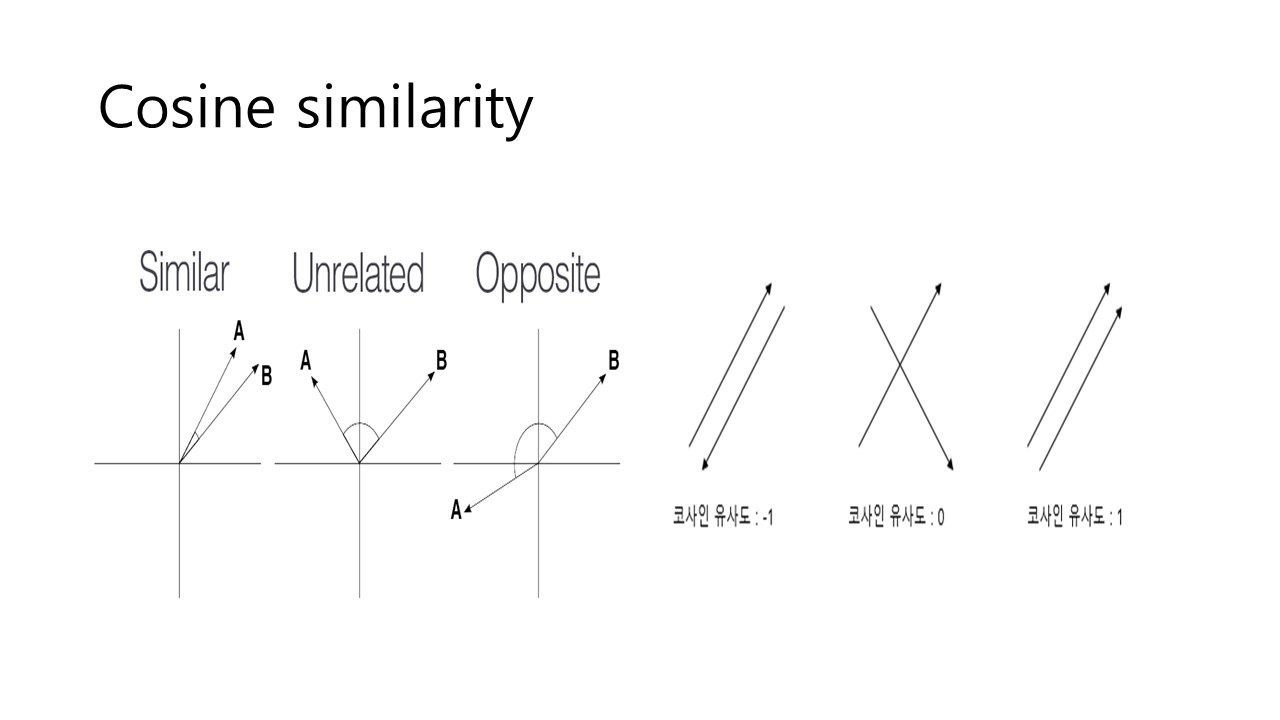 Cosine similarity
Similar
Unrelated
Opposite
A
B
A
B
B
A
코사인 유사도 : -1
코사인 유사도 : 0
코사인 유사도 : 1